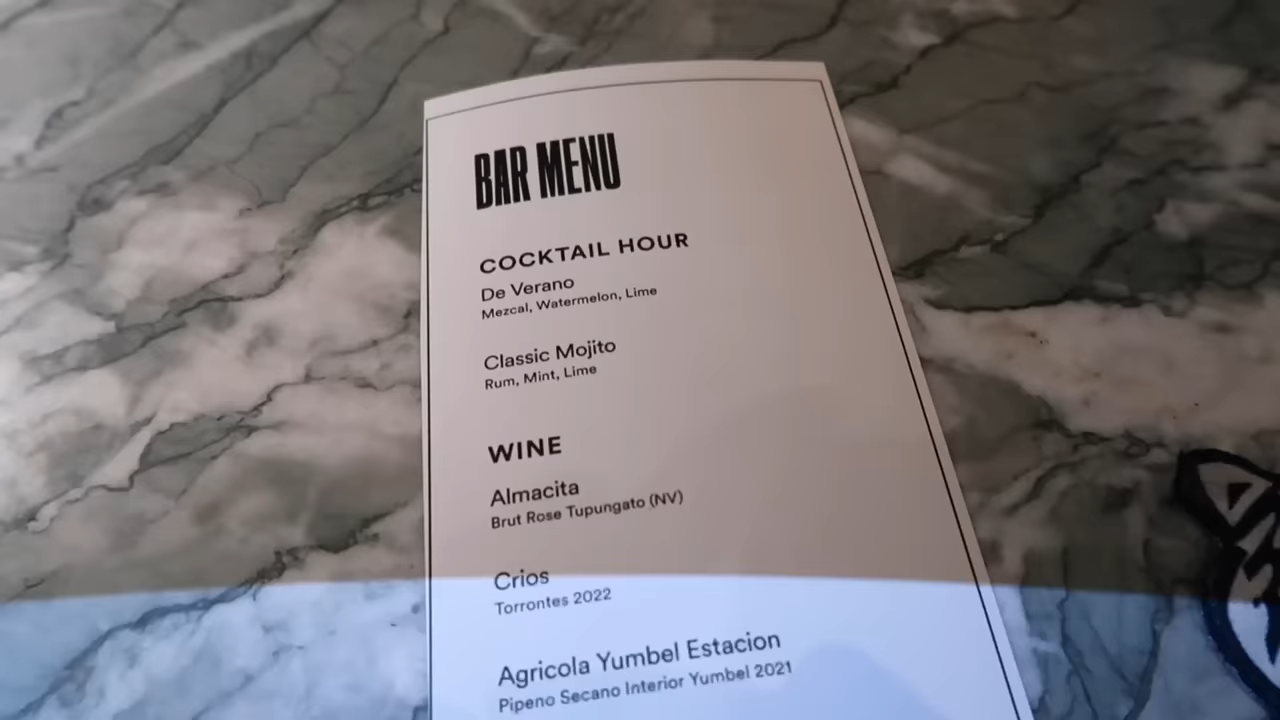 BAR MENU
COCKTAIL HOUR
De Verano
Mezcal, Watermelon, Lime
Classic Mojito
Rum, Mint, Lime
WINE
Almacita
Brut Rose Tupungato (NV)
Crios
Torrontes 2022
Agricola Yumbel Estacion
Pipeno Secano Interior Yumbel 2021